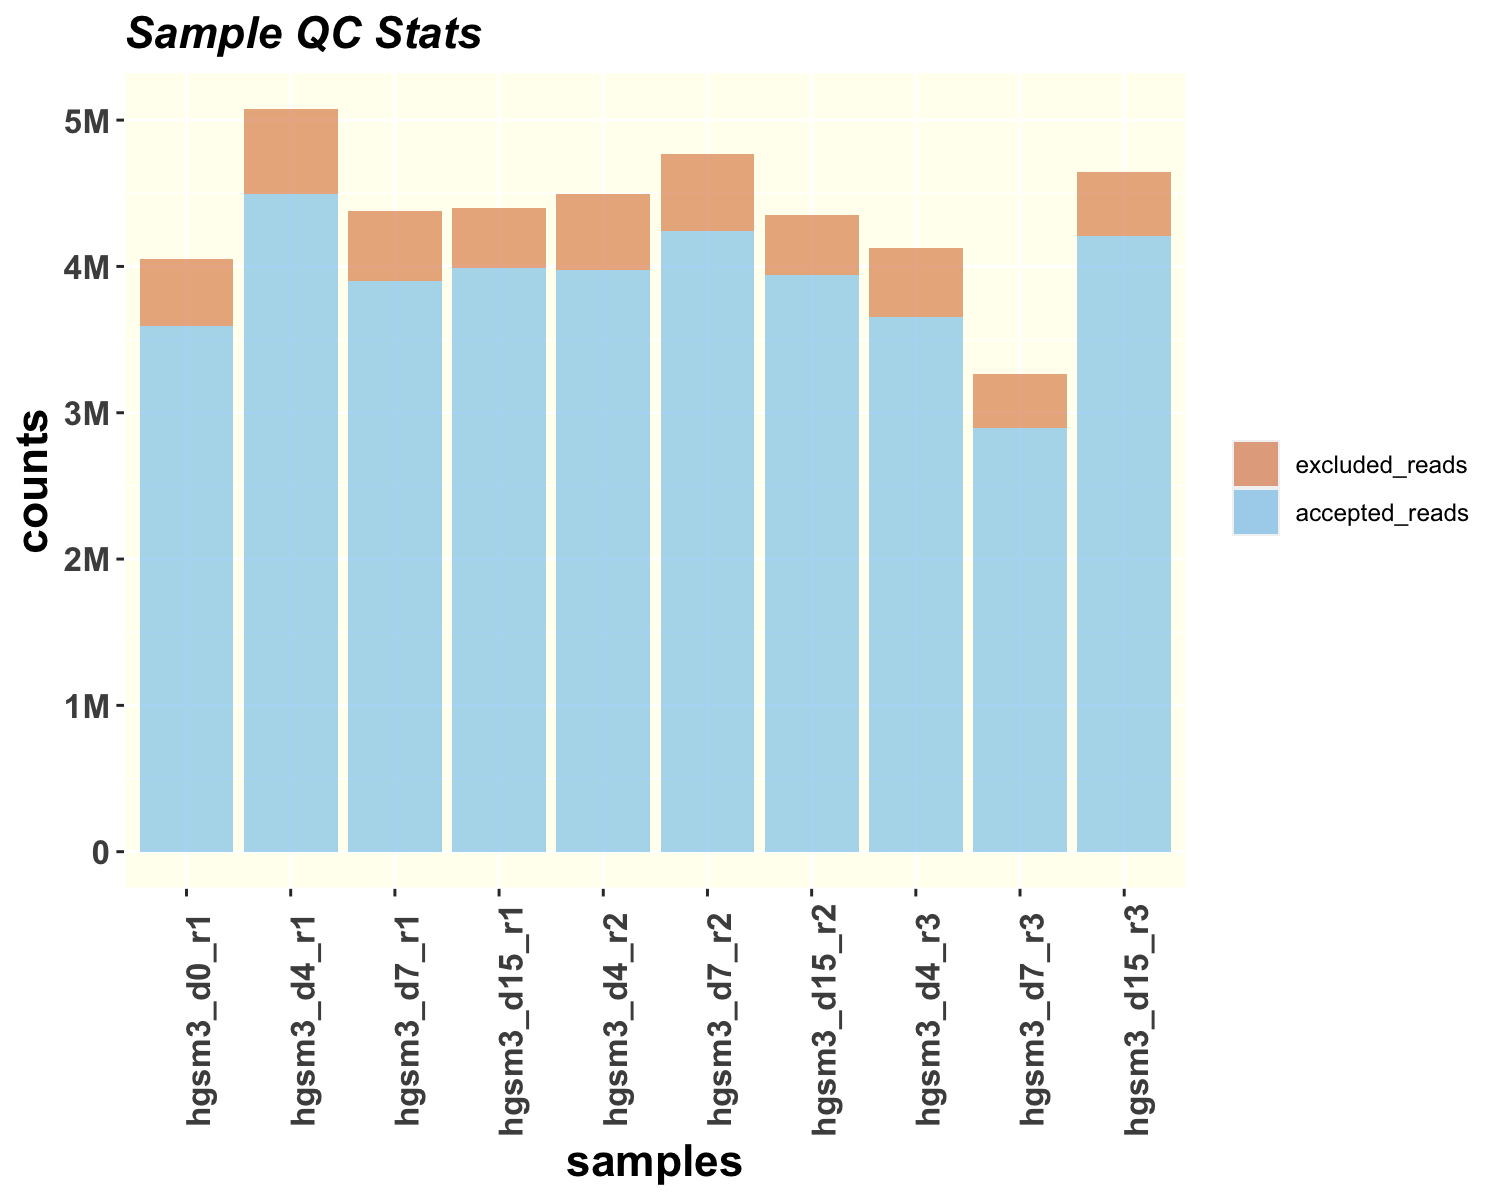 Sample QC Stats
5M
4M
3M
2M
1M
0
counts
hgsm3_d0_r1
hgsm3_d4_r1
hgsm3_d7_r1
hgsm3_d15_r1
hgsm3_d4_r2
hgsm3_d7_r2
hgsm3_d15_r2
hgsm3_d4_r3
hgsm3_d7_r3
hgsm3_d15_r3
samples
excluded_reads
accepted_reads